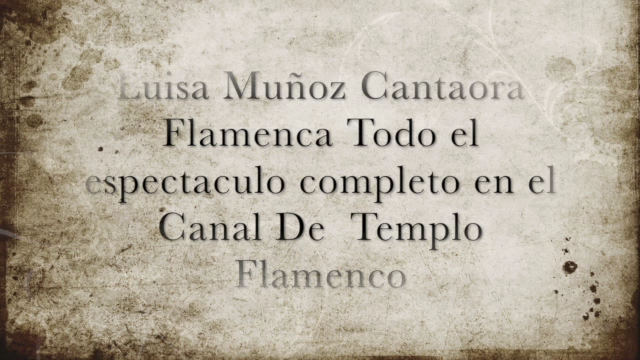 Luisa Muñoz Cantaora
Flamenca Todo el
espectaculo completo en el
Canal De Templo
Flamenco